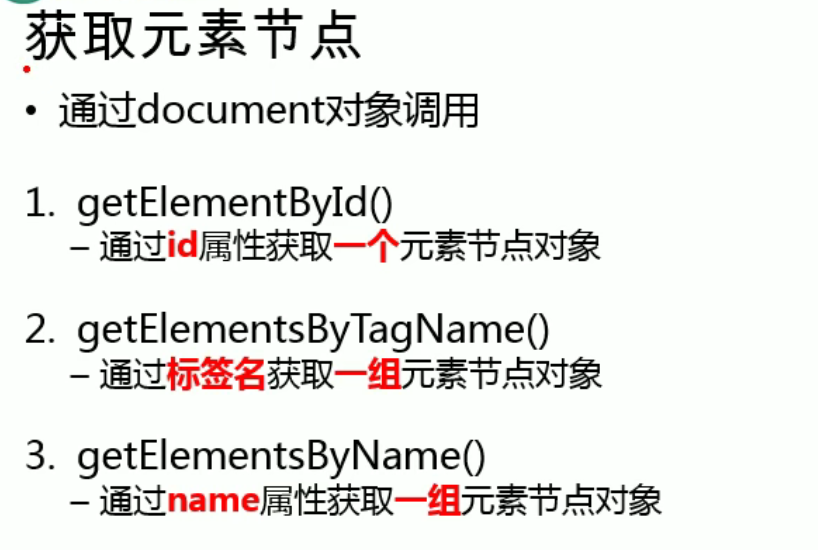 获取元素节点
• 通过document对象调用
1. getElementById()
– 通过id属性获取一个元素节点对象
2. getElementsByTagName()
– 通过标签名获取一组元素节点对象
3. getElementsByName()
– 通过name属性获取一组元素节点对象